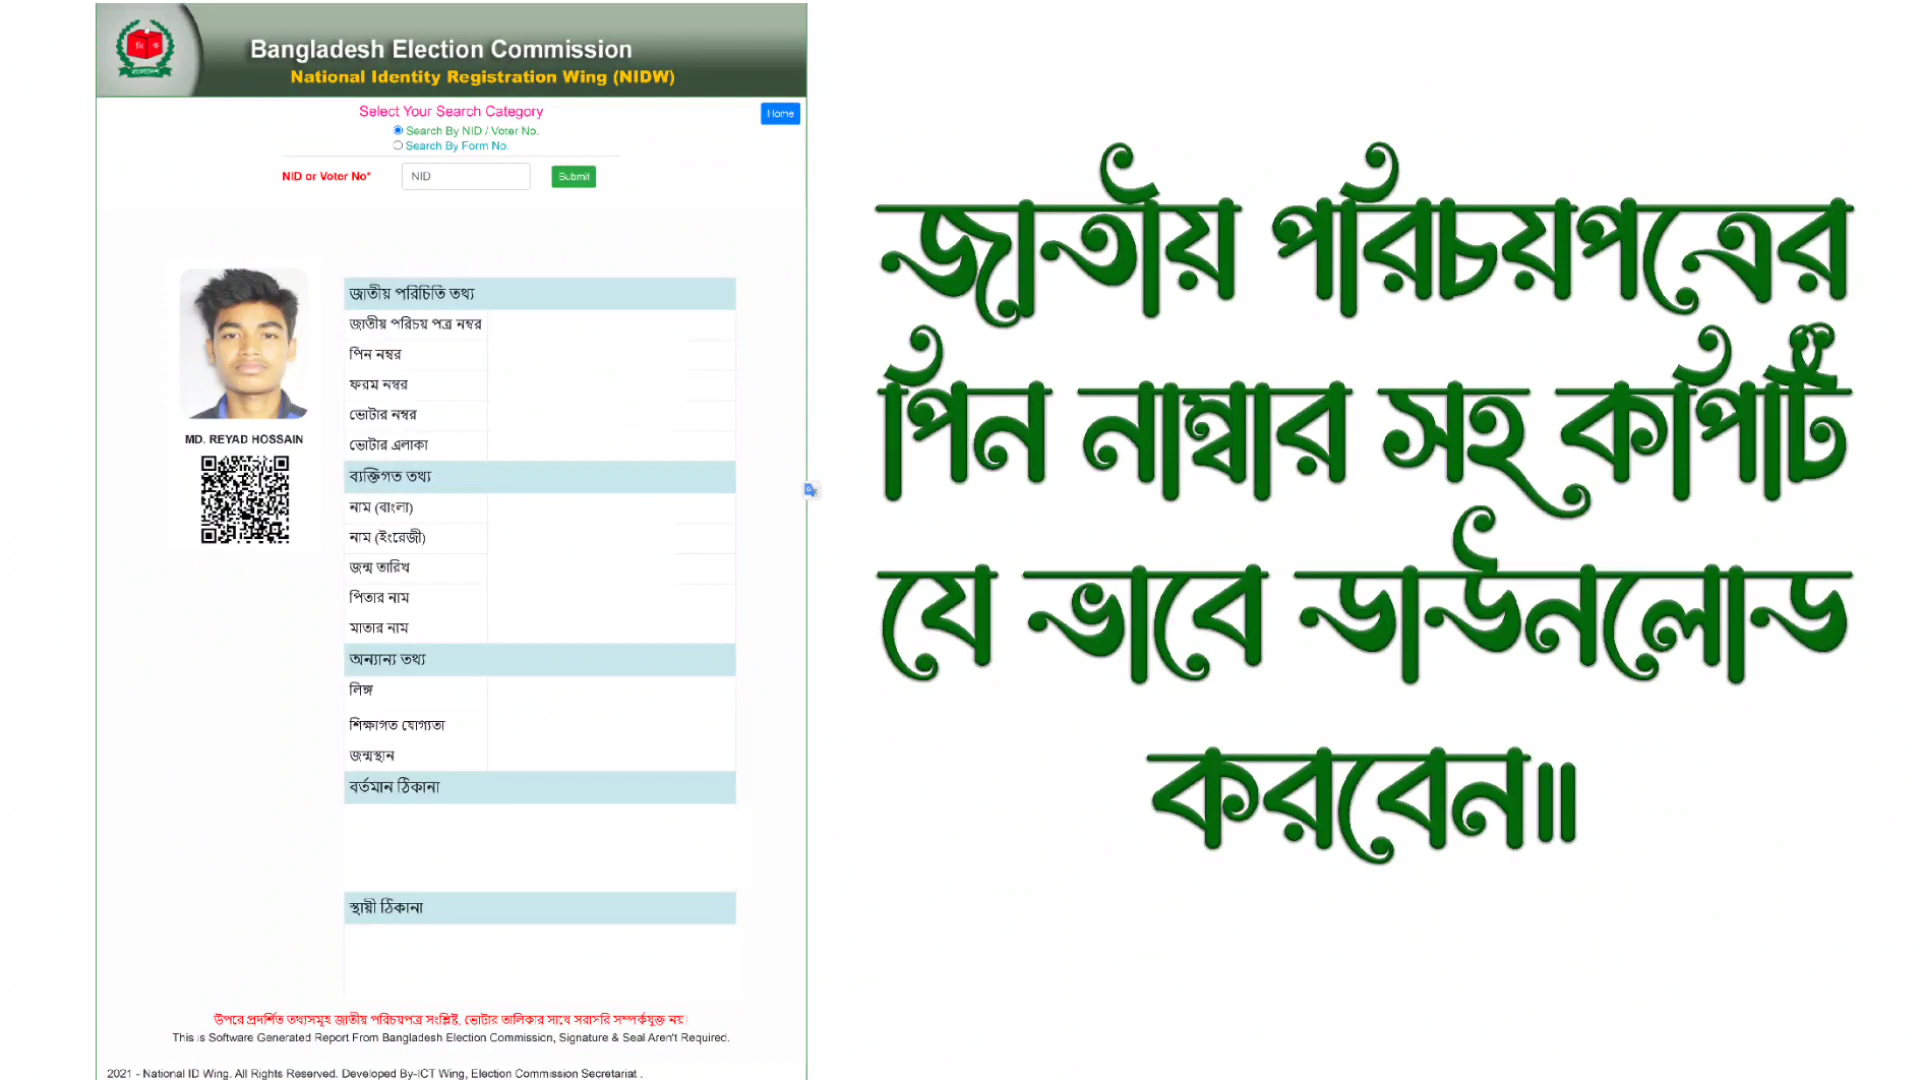 Bangladesh Election Commission
National Identity Registration Wing (NIDW)
Select Your Search Category
Home
Search By NID / Voter No.
Search By Form No.
NID or Voter No*
NID
Submit
MD. REYAD HOSSAIN
জাতীয় পরিচিতি তথ্য
জাতীয় পরিচয় পত্র নম্বর
পিন নম্বর
ফরম নম্বর
ভোটার নম্বর
ভোটার এলাকা
ব্যক্তিগত তথ্য
নাম (বাংলা)
নাম (ইংরেজী)
জন্ম তারিখ
পিতার নাম
মাতার নাম
অন্যান্য তথ্য
লিঙ্গ
শিক্ষাগত যোগ্যতা
জন্মস্থান
বর্তমান ঠিকানা
স্থায়ী ঠিকানা
উপরে প্রদর্শিত তথ্যসমূহ জাতীয় পরিচয়পত্র সংশ্লিষ্ট, ভোটার তালিকার সাথে সরাসরি সম্পর্কযুক্ত নয়।
This is Software Generated Report From Bangladesh Election Commission, Signature & Seal Aren't Required.
2021 - National ID Wing. All Rights Reserved. Developed By-ICT Wing, Election Commission Secretariat .
জাতীয় পরিচয়পত্রের
পিন নাম্বার সহ কপিটি
যে ভাবে ডাউনলোড
করবেন॥